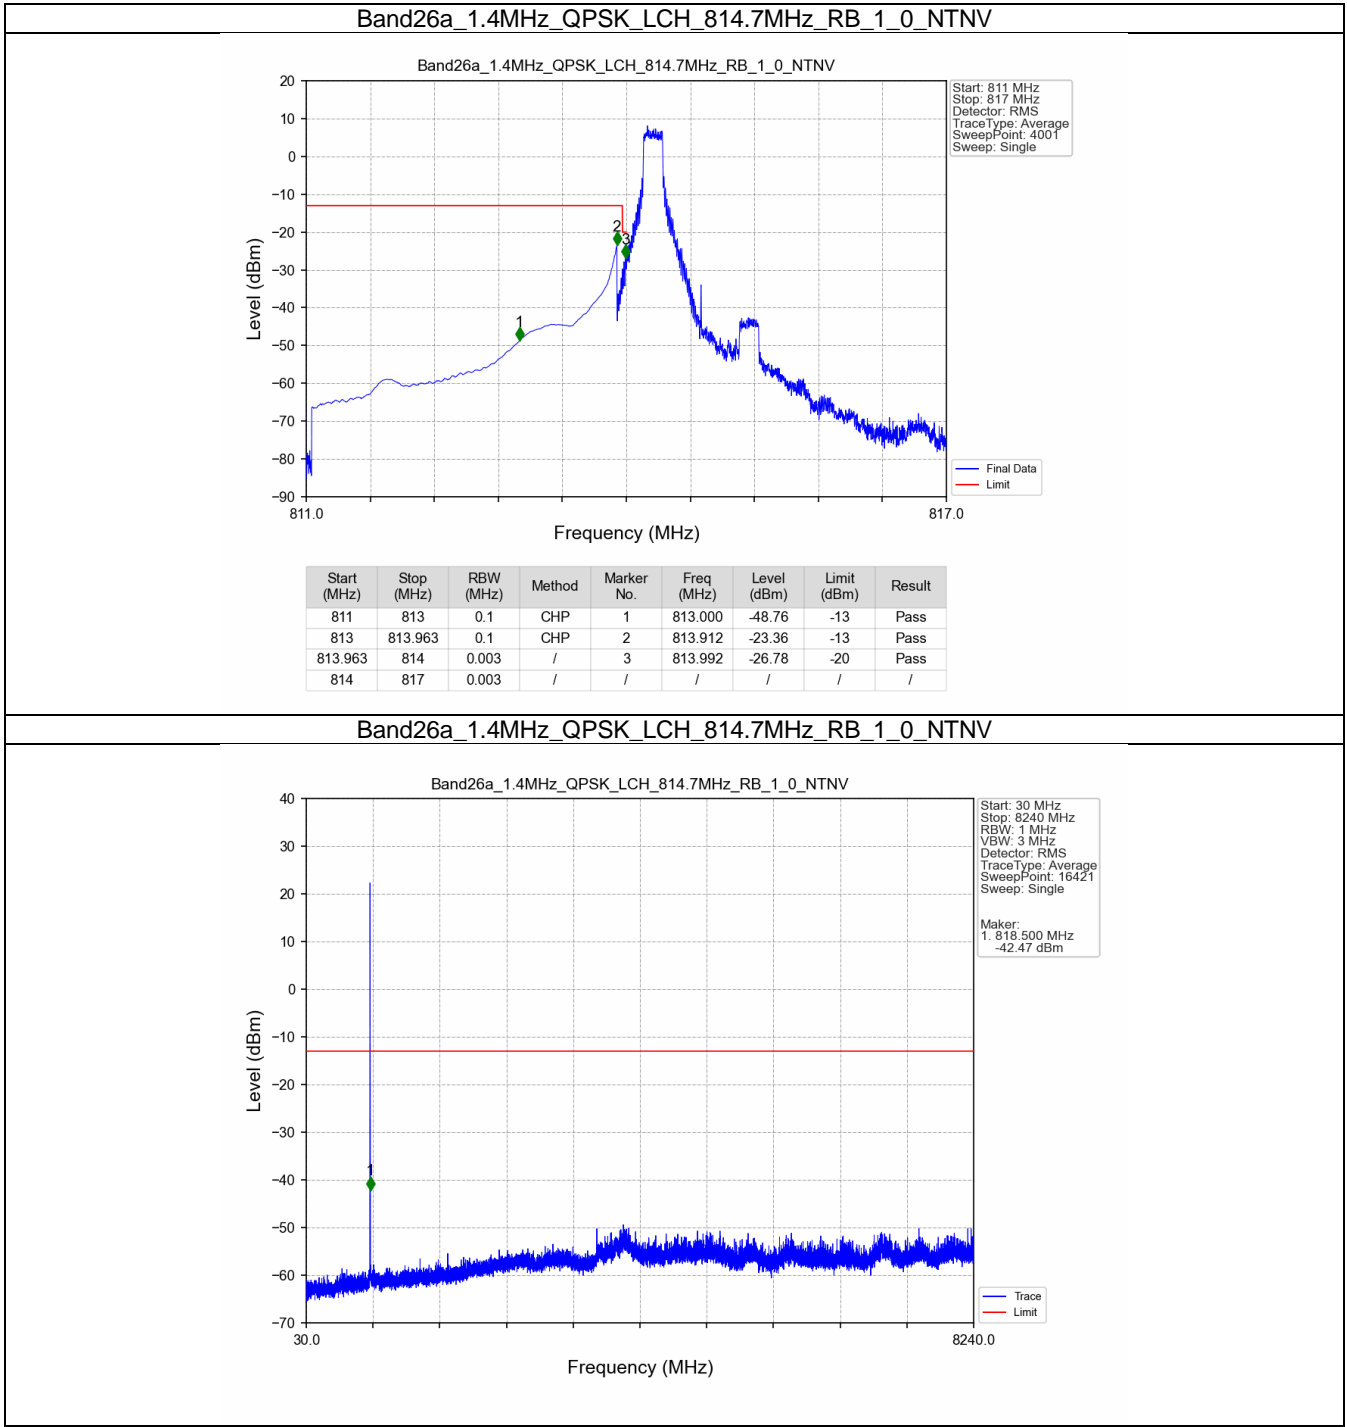 Band26a_1.4MHz_QPSK_LCH_814.7MHz_RB_1_0_NTNV
Band26a_1.4MHz_QPSK_LCH_814.7MHz_RB_1_0_NTNV
20
10
0
−10
−20
−30
−40
−50
−60
−70
−80
−90
Level (dBm)
1
2
3
811.0
817.0
Frequency (MHz)
Start: 811 MHz
Stop: 817 MHz
Detector: RMS
TraceType: Average
SweepPoint: 4001
Sweep: Single
Final Data
Limit
Start (MHz) Stop (MHz) RBW (MHz) Method Marker No. Freq (MHz) Level (dBm) Limit (dBm) Result
811 813 0.1 CHP 1 813.000 -48.76 -13 Pass
813 813.963 0.1 CHP 2 813.912 -23.36 -13 Pass
813.963 814 0.003 / 3 813.992 -26.78 -20 Pass
814 817 0.003 / / / / / /
Band26a_1.4MHz_QPSK_LCH_814.7MHz_RB_1_0_NTNV
Band26a_1.4MHz_QPSK_LCH_814.7MHz_RB_1_0_NTNV
40
30
20
10
0
−10
−20
−30
−40
−50
−60
−70
Level (dBm)
1
30.0
8240.0
Frequency (MHz)
Start: 30 MHz
Stop: 8240 MHz
RBW: 1 MHz
VBW: 3 MHz
Detector: RMS
TraceType: Average
SweepPoint: 16421
Sweep: Single
Maker:
1. 818.500 MHz
-42.47 dBm
Trace
Limit